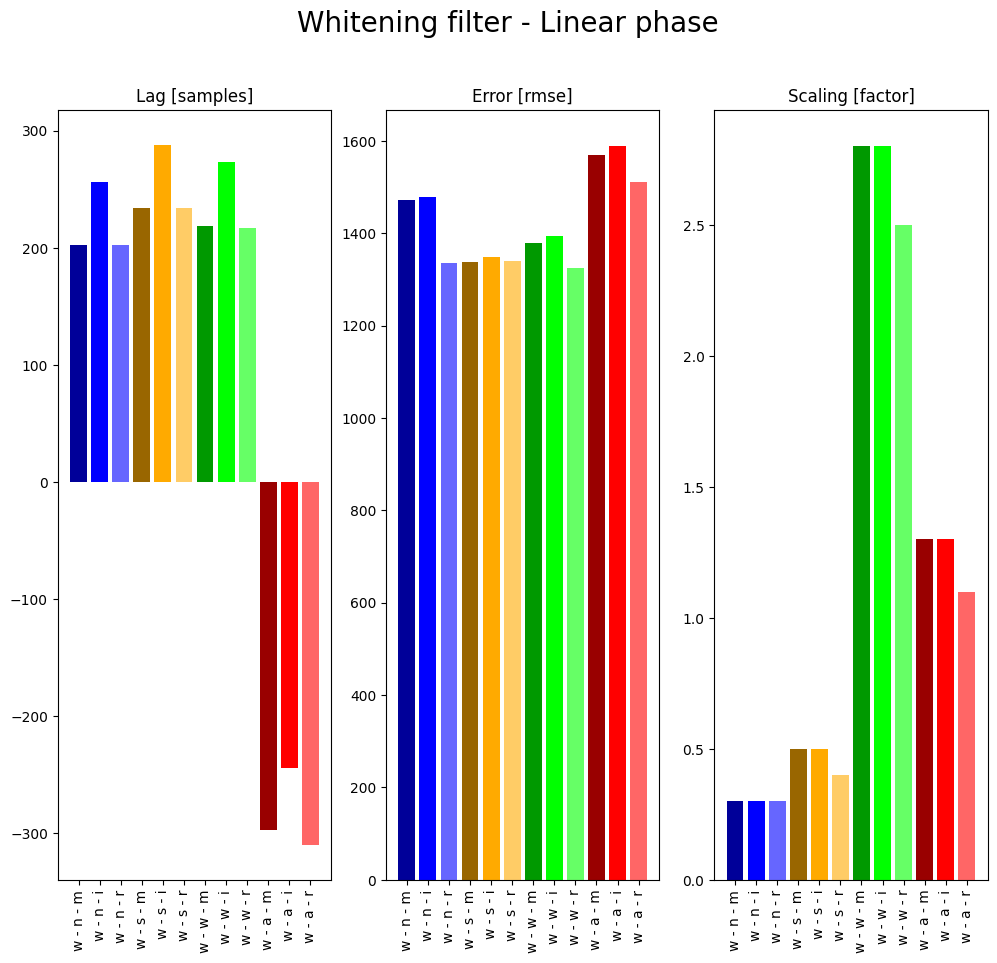 Whitening filter - Linear phase
Lag [samples]
300
200
100
0
−100
−200
−300
w - n - m
w - n - i
w - n - r
w - s - m
w - s - i
w - s - r
w - w - m
w - w - i
w - w - r
w - a - m
w - a - i
w - a - r
Error [rmse]
1600
1400
1200
1000
800
600
400
200
0
w - n - m
w - n - i
w - n - r
w - s - m
w - s - i
w - s - r
w - w - m
w - w - i
w - w - r
w - a - m
w - a - i
w - a - r
Scaling [factor]
2.5
2.0
1.5
1.0
0.5
0.0
w - n - m
w - n - i
w - n - r
w - s - m
w - s - i
w - s - r
w - w - m
w - w - i
w - w - r
w - a - m
w - a - i
w - a - r